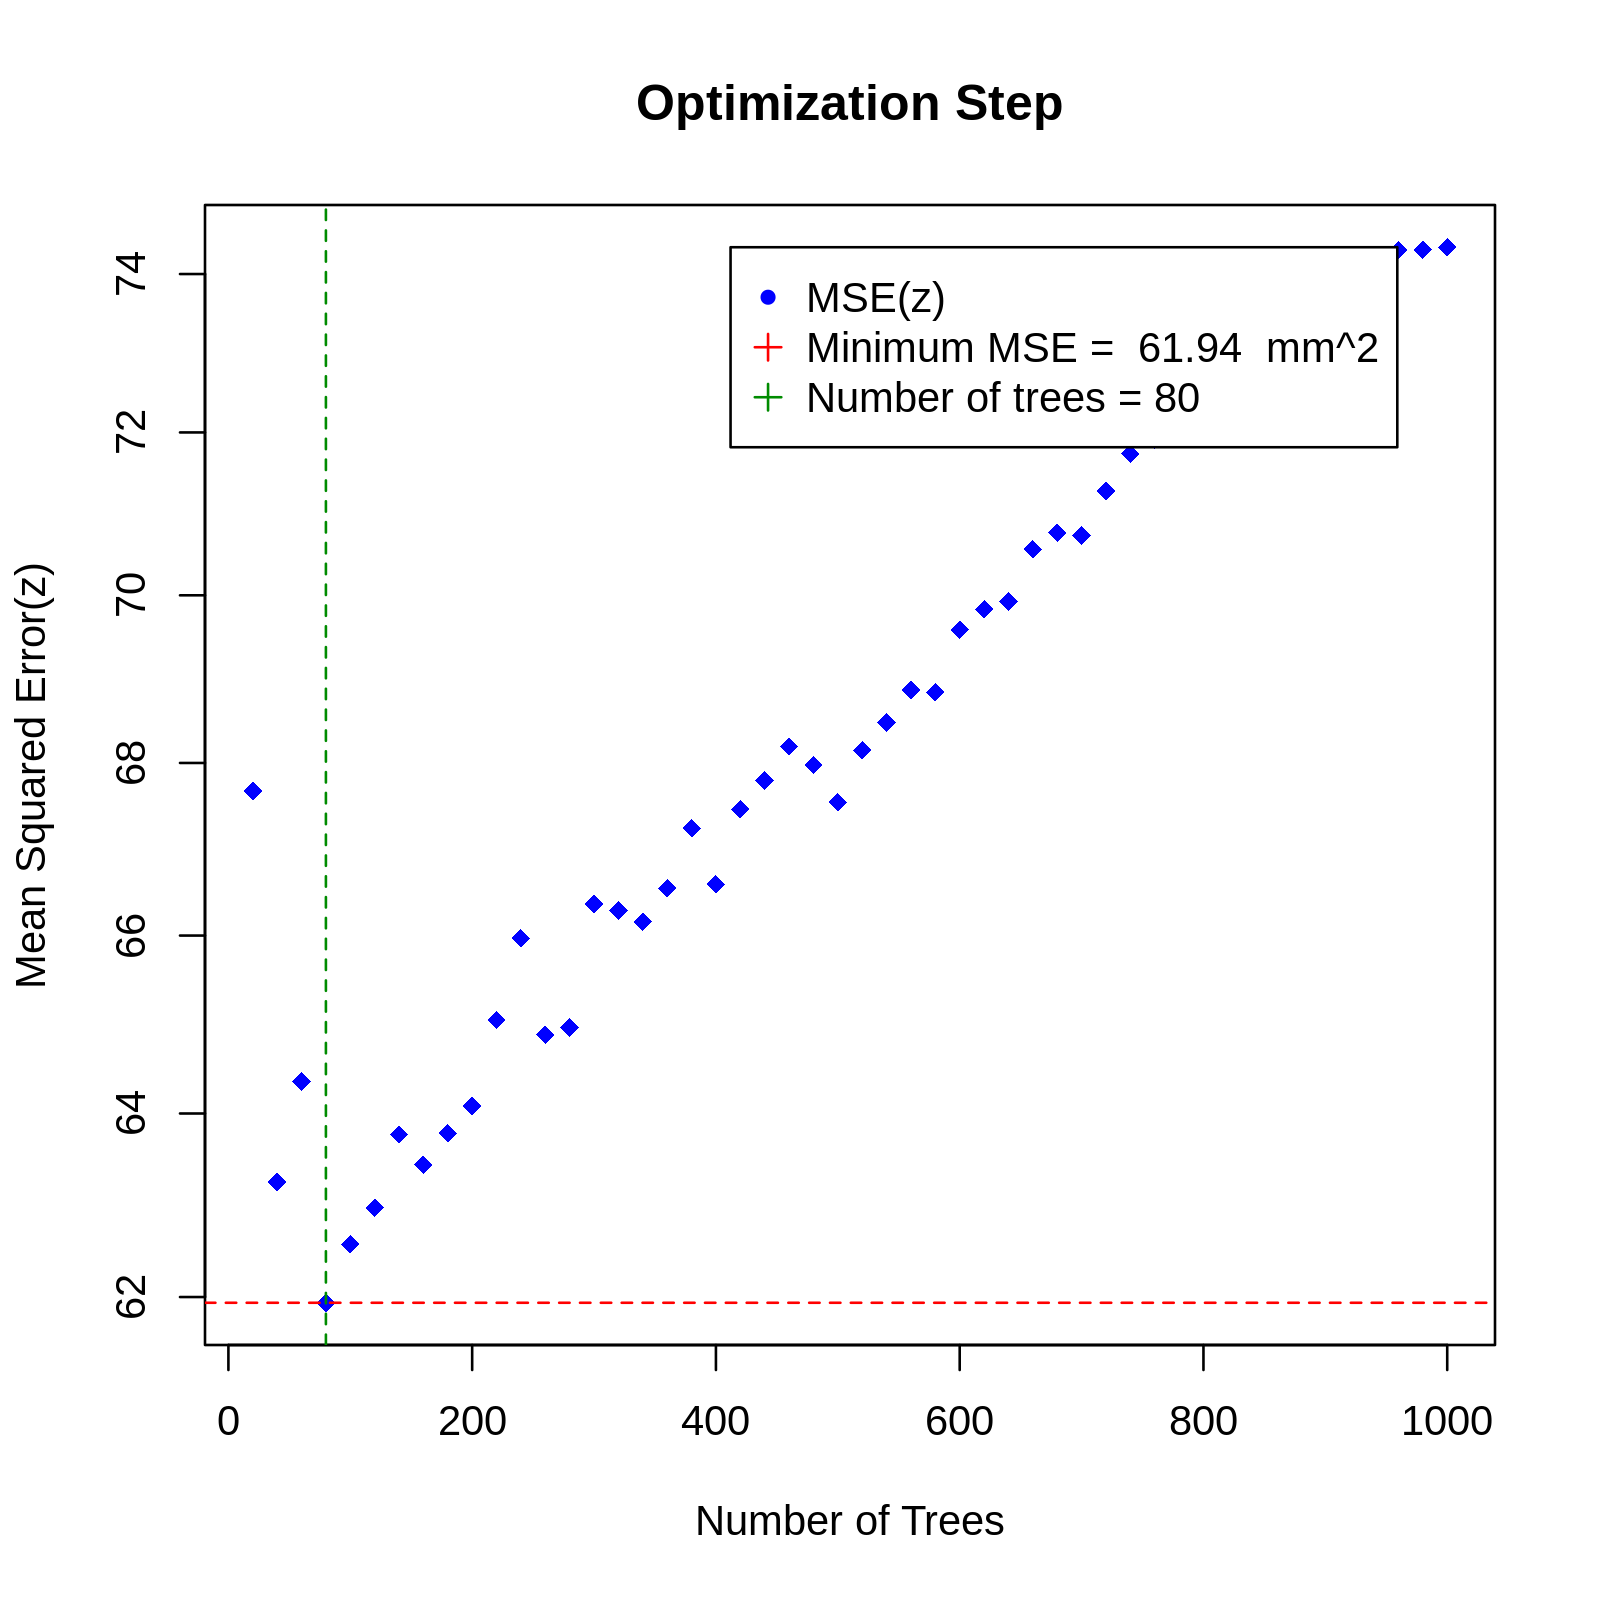 Optimization Step
MSE(z)
Minimum MSE =  61.94  mm^2
Number of trees = 80
Mean Squared Error(z)
74
72
70
68
66
64
62
0 200 400 600 800 1000
Number of Trees